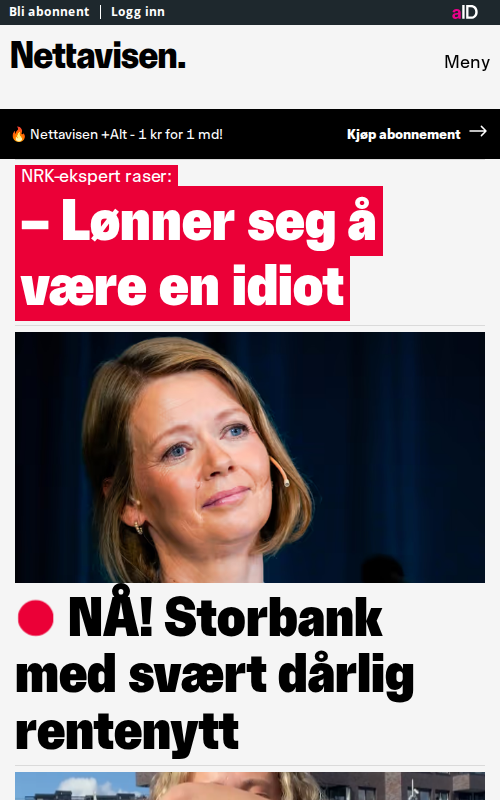 Bli abonnent
Logg inn
aID
Nettavisen.
Meny
🔥 Nettavisen +Alt - 1 kr for 1 md!
Kjøp abonnement →
NRK-ekspert raser:
– Lønner seg å
være en idiot
NÅ! Storbank
med svært dårlig
rentenytt